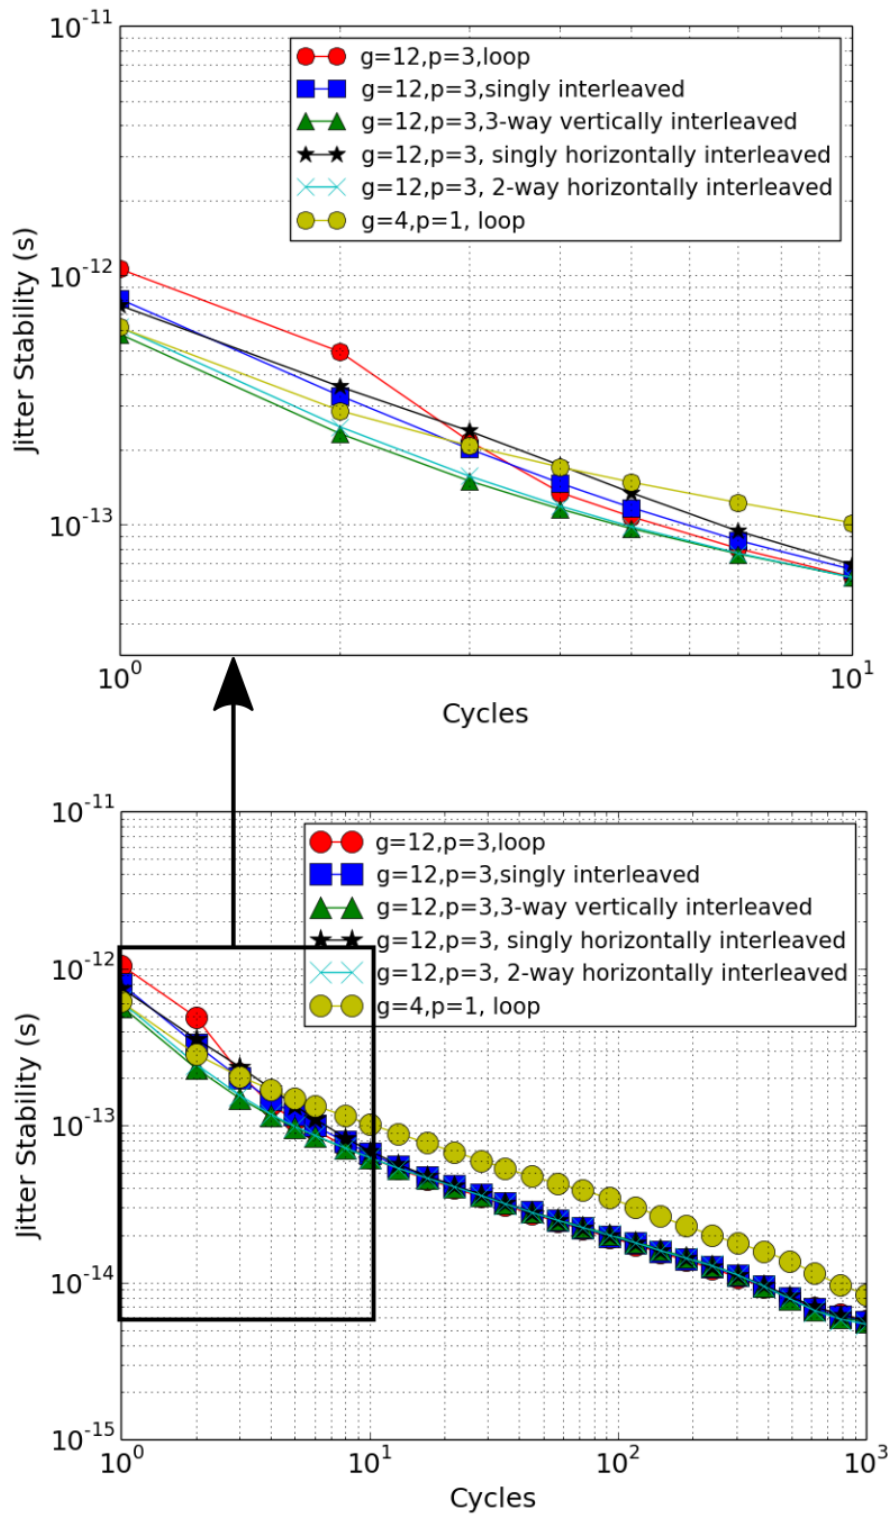 10^-11
g=12,p=3,loop
g=12,p=3,singly interleaved
g=12,p=3,3-way vertically interleaved
g=12,p=3, singly horizontally interleaved
g=12,p=3, 2-way horizontally interleaved
g=4,p=1, loop
10^-12
Jitter Stability (s)
10^-13
10^0
10^1
Cycles
10^-11
g=12,p=3,loop
g=12,p=3,singly interleaved
g=12,p=3,3-way vertically interleaved
g=12,p=3, singly horizontally interleaved
g=12,p=3, 2-way horizontally interleaved
g=4,p=1, loop
10^-12
Jitter Stability (s)
10^-13
10^-14
10^-15
10^0
10^1
10^2
10^3
Cycles